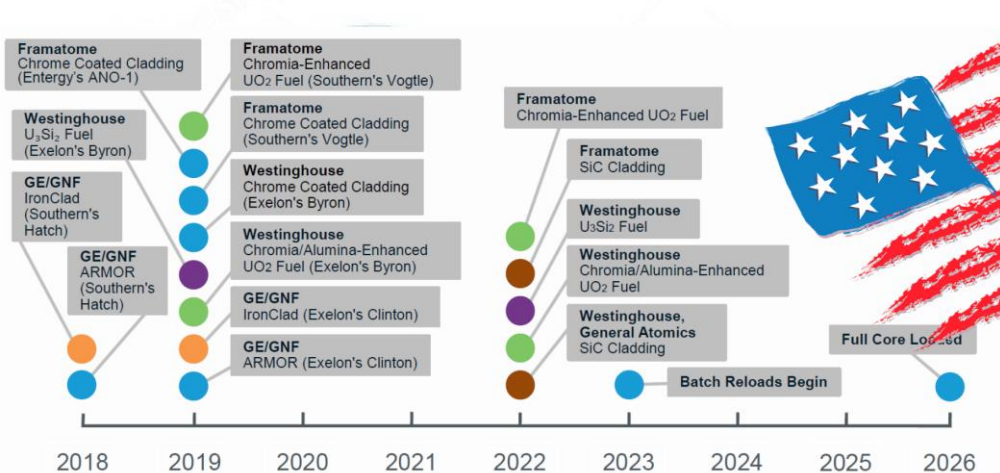 Framatome
Chrome Coated Cladding
(Entergy's ANO-1)
Westinghouse
U₃Si₂ Fuel
(Exelon's Byron)
GE/GNF
IronClad
(Southern's
Hatch)
GE/GNF
ARMOR
(Southern's
Hatch)
Framatome
Chromia-Enhanced
UO₂ Fuel (Southern's Vogtle)
Framatome
Chrome Coated Cladding
(Southern's Vogtle)
Westinghouse
Chrome Coated Cladding
(Exelon's Byron)
Westinghouse
Chromia/Alumina-Enhanced
UO₂ Fuel (Exelon's Byron)
GE/GNF
IronClad (Exelon's Clinton)
GE/GNF
ARMOR (Exelon's Clinton)
Framatome
Chromia-Enhanced UO₂ Fuel
Framatome
SiC Cladding
Westinghouse
U₃Si₂ Fuel
Westinghouse
Chromia/Alumina-Enhanced
UO₂ Fuel
Westinghouse,
General Atomics
SiC Cladding
Batch Reloads Begin
Full Core
2018 2019 2020 2021 2022 2023 2024 2025 2026